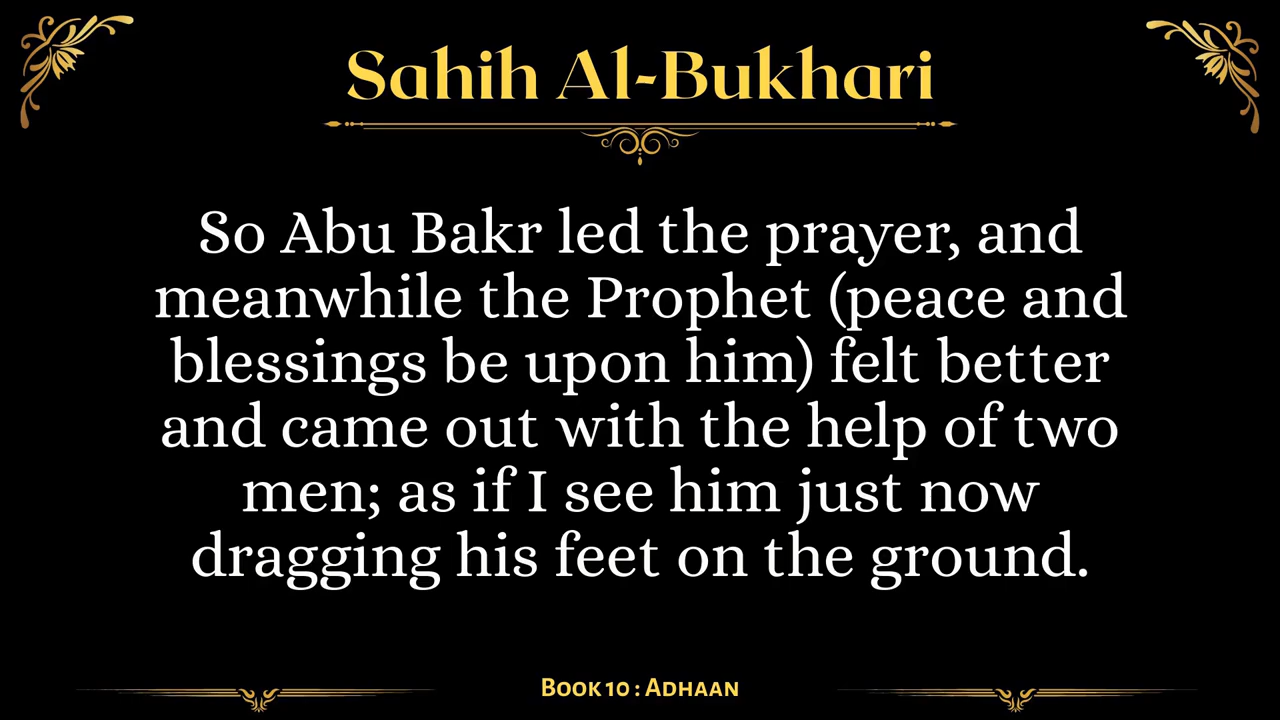 Sahih Al-Bukhari
So Abu Bakr led the prayer, and
meanwhile the Prophet (peace and
blessings be upon him) felt better
and came out with the help of two
men; as if I see him just now
dragging his feet on the ground.
Book 10 : Adhaan